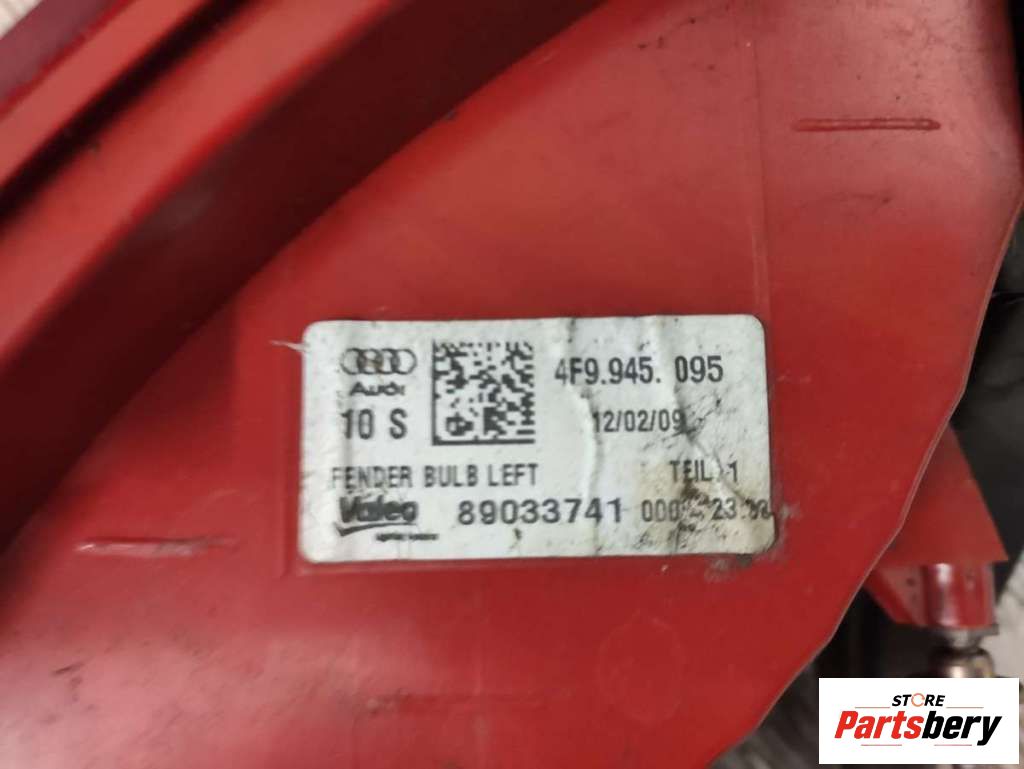 Audi
4F9.945. 095
10 S
12/02/09
FENDER BULB LEFT
TEIL 1
Valeo 89033741
STORE
Partsbery